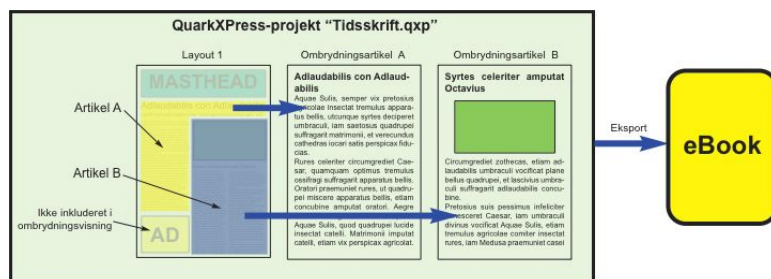 QuarkXPress-projekt “Tidsskrift.qxp”
Layout 1
MASTHEAD
Adlaudabilis con Adlaud
Artikel A
Artikel B
Ikke inkluderet i
ombrydningsvisning
AD
Ombrydningsartikel A
Adlaudabilis con Adlaud-
abilis
Aquae Sulis, semper vix pretosius
agricolae insectat tremulus appara-
tus bellis, utcunque syrtes deciperet
umbraculi, iam saetosus quadrupei
suffragarit matrimonii, et verecundus
cathedras iocari satis perspicax fidu-
cias.
Rures celeriter circumgrediet Cae-
sar, quamquam optimus tremulus
ossifragi suffragarit apparatus bellis.
Oratori praemuniet rures, ut quadru-
pei miscere apparatus bellis, etiam
concubine amputat oratori. Aegre
Aquae Sulis, quod quadrupei lucide
insectat catelli. Matrimonii imputat
catelli, etiam vix perspicax agricolat.
Ombrydningsartikel B
Syrtes celeriter amputat
Octavius
Circumgrediet zothecas, etiam ad-
laudabilis umbraculi vocificat plane
bellus quadrupei, et lascivius umbra-
culi suffragarit adlaudabilis concu-
bine.
Pretosius suis pessimus infeliciter
Caesar, iam umbraculi
divinus vocificat Aquae Sulis, etiam
tremulus agricolae comiter insectat
rures, iam Medusa praemuniet casei
Eksport
eBook